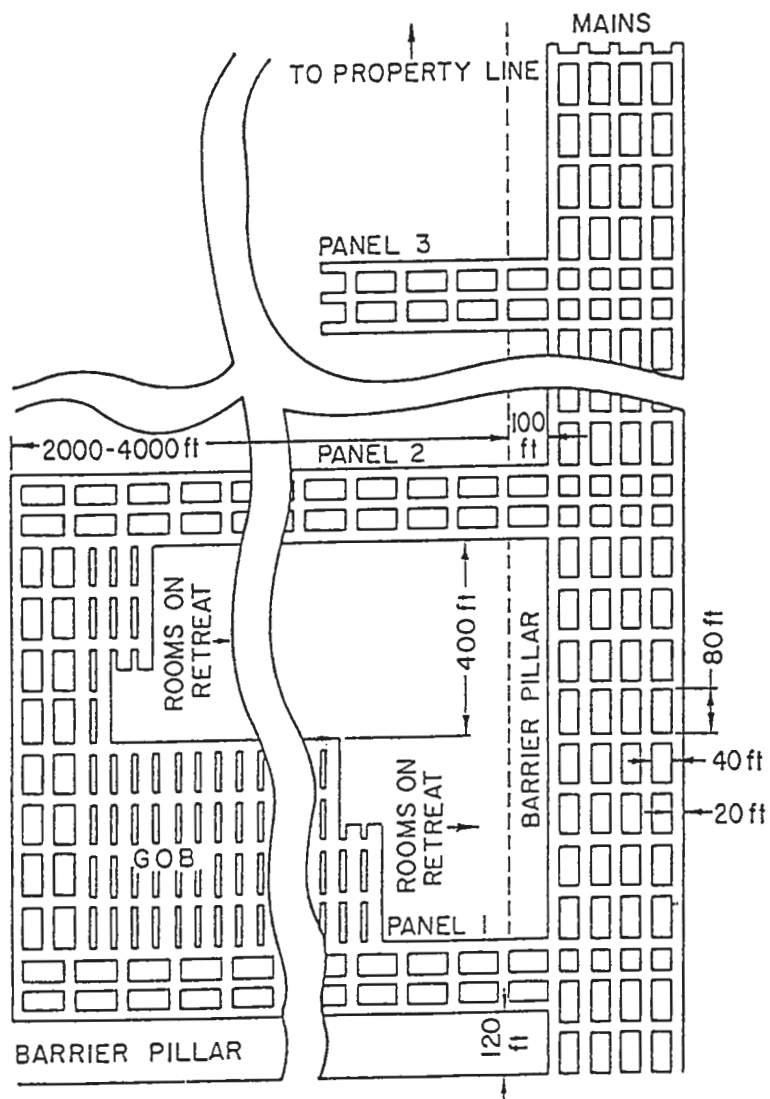 MAINS
TO PROPERTY LINE
PANEL 3
2000-4000 ft
100
ft
PANEL 2
ROOMS ON
RETREAT
400 ft
BARRIER PILLAR
80 ft
40 ft
20 ft
ROOMS ON
RETREAT
GOB
PANEL 1
120
ft
BARRIER PILLAR